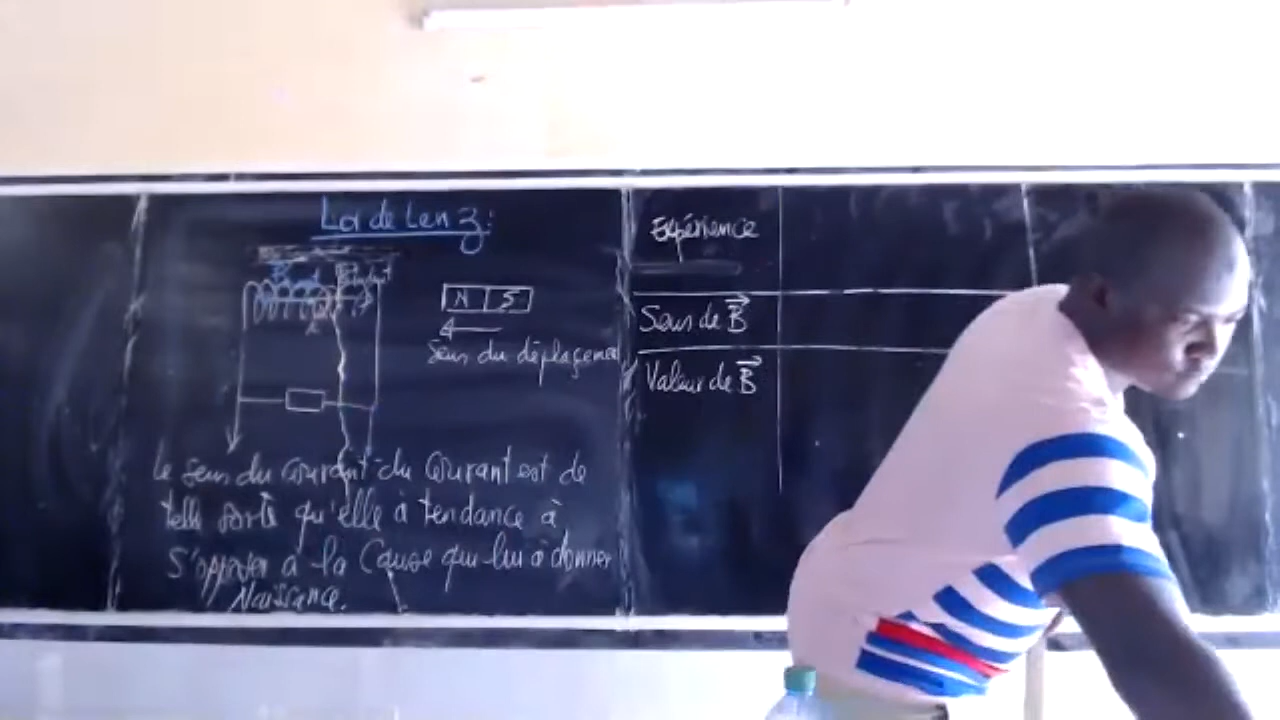 Loi de Lenz :
B
N S
Sens du déplacement
Le sens du courant du courant est de
telle sorte qu'elle à tendance à
s'opposer à la cause qui lui à donner
Naissance.
Expérience
Sens de B⃗
Valeur de B⃗